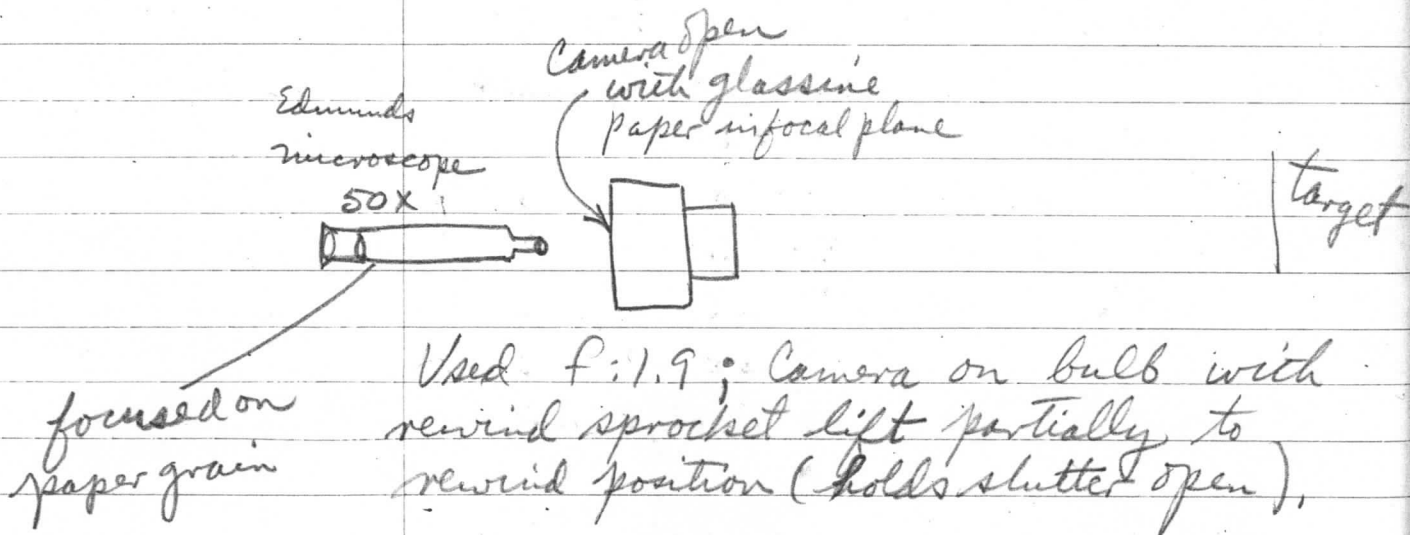 Camera open
with glassine
paper in focal plane
Edmunds
microscope
50X
target
Used f:1.9; Camera on bulb with
rewind sprocket lift partially to
rewind position (holds shutter open).
focused on
paper grain